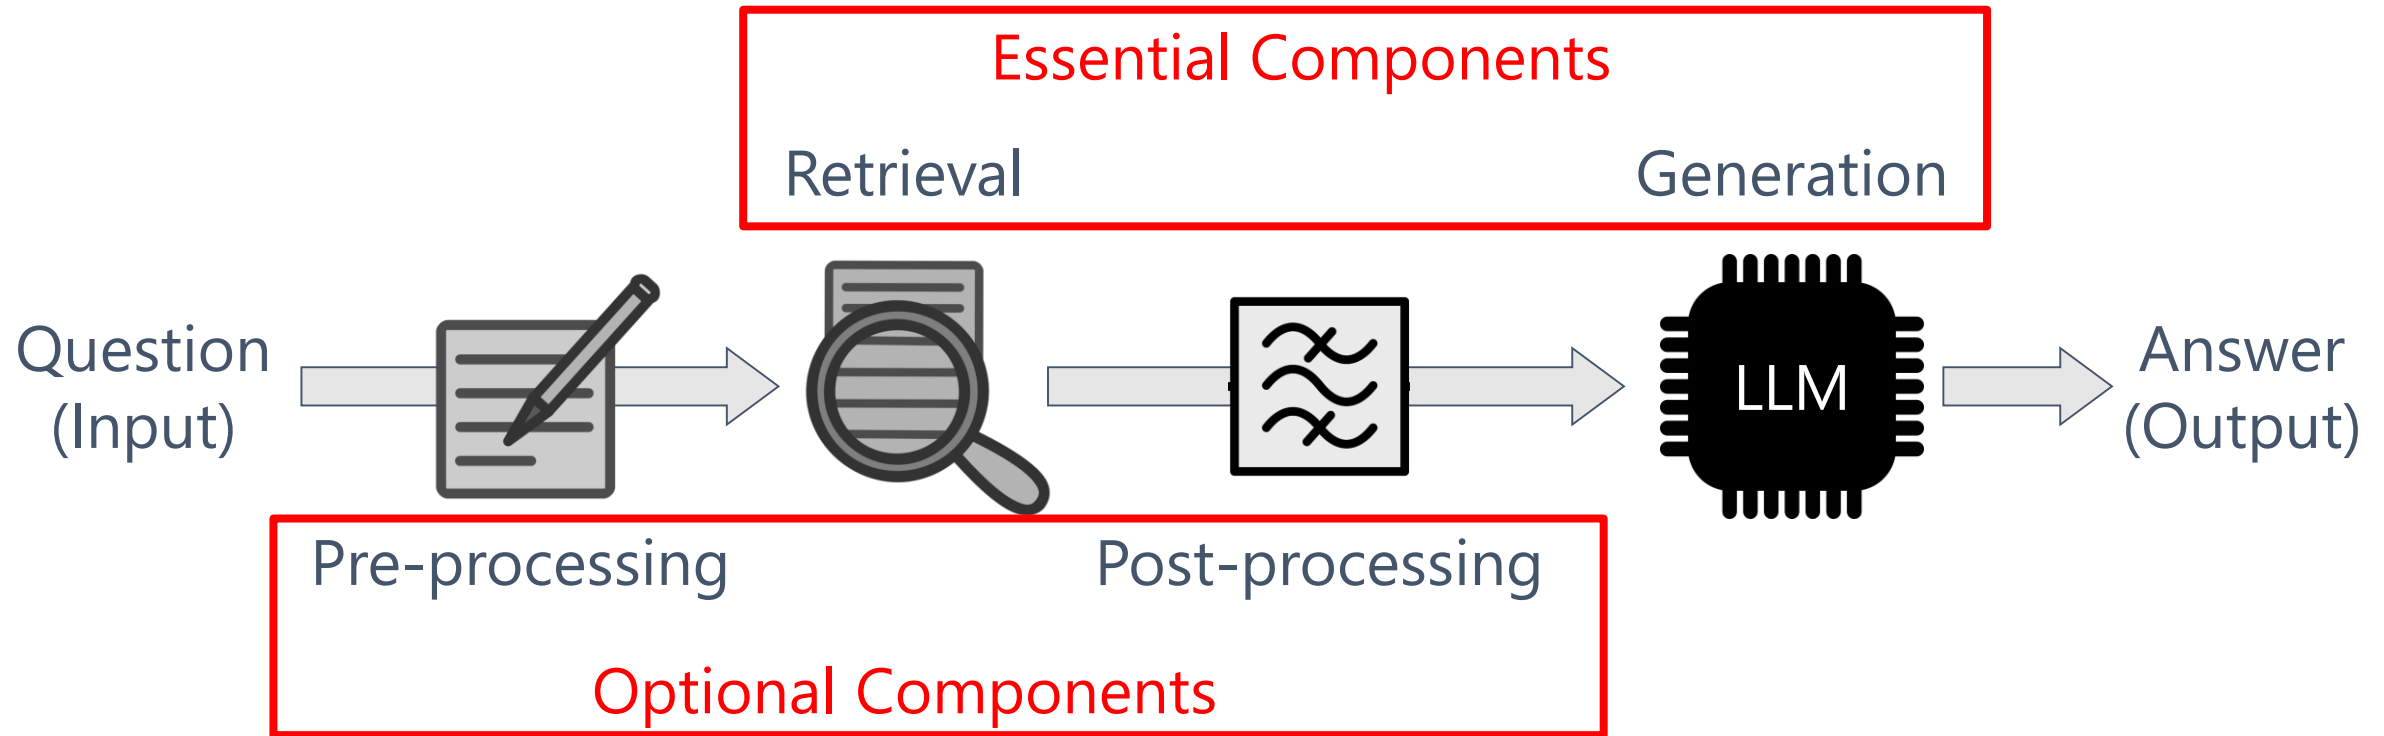 Essential Components
Retrieval
Generation
Question
(Input)
LLM
Answer
(Output)
Pre-processing
Post-processing
Optional Components